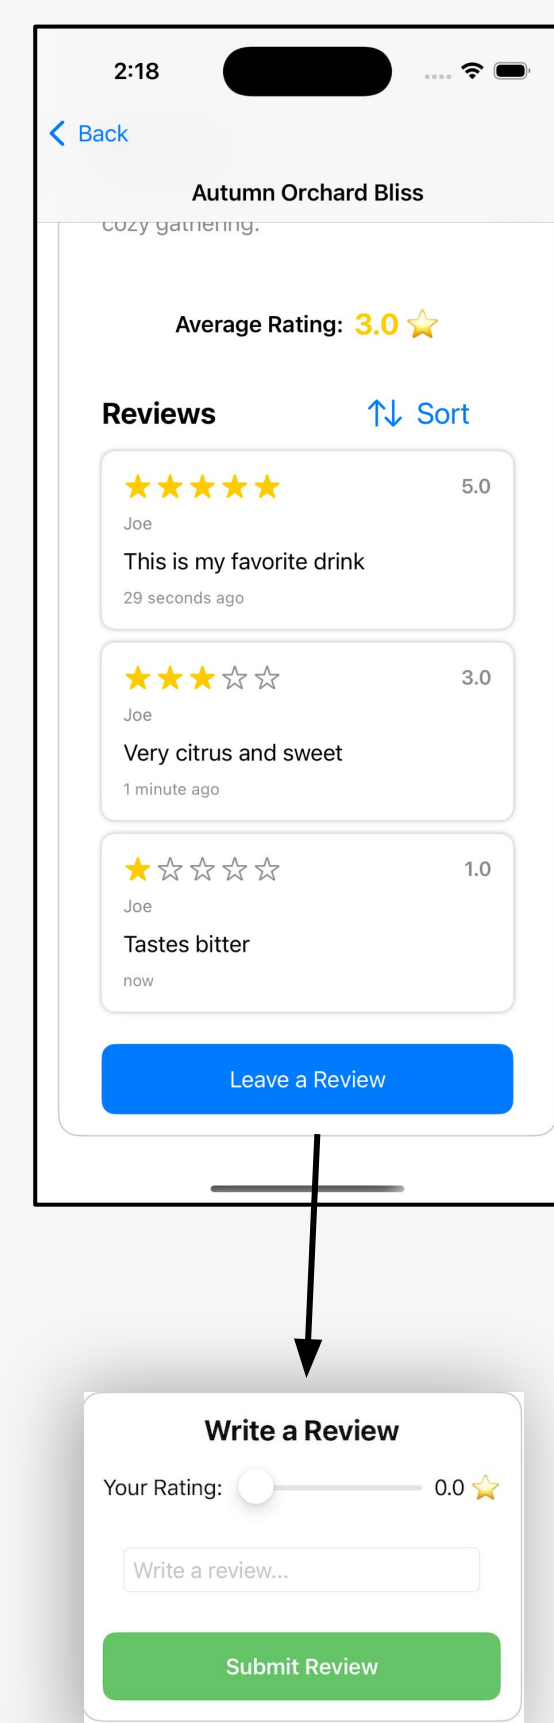 2:18
Back
Autumn Orchard Bliss
cozy gathering.
Average Rating: 3.0
Reviews
Sort
5.0
Joe
This is my favorite drink
29 seconds ago
3.0
Joe
Very citrus and sweet
1 minute ago
1.0
Joe
Tastes bitter
now
Leave a Review
Write a Review
Your Rating: 0.0
Write a review...
Submit Review